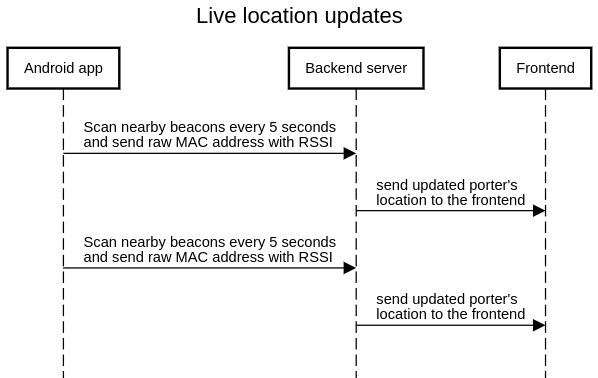 Live location updates
Android app
Backend server
Frontend
Scan nearby beacons every 5 seconds
and send raw MAC address with RSSI
send updated porter's
location to the frontend
Scan nearby beacons every 5 seconds
and send raw MAC address with RSSI
send updated porter's
location to the frontend